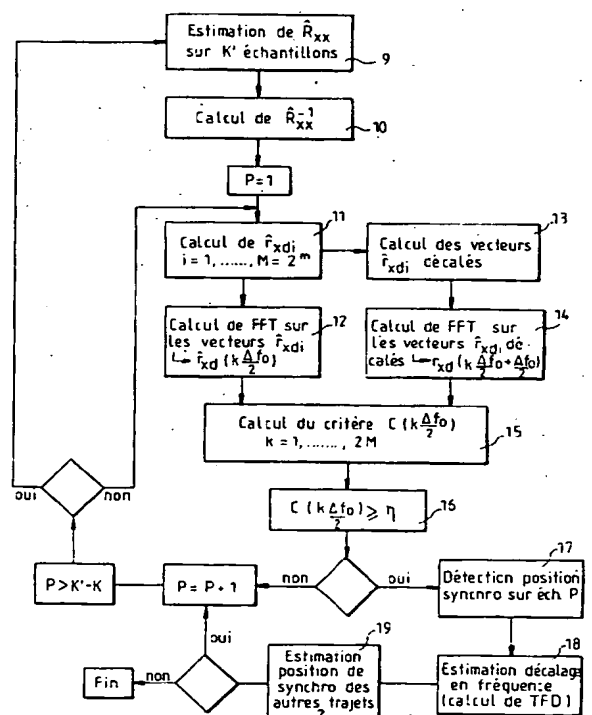 Estimation de R̂xx
sur K' échantillons
9
Calcul de R̂xx⁻¹
10
P=1
11
Calcul de r̂xdi
i = 1, ......, M = 2^m
13
Calcul des vecteurs
r̂xdi décalés
12
Calcul de FFT sur
les vecteurs r̂xdi
↳ r̂xd (k Δfo/2)
14
Calcul de FFT sur
les vecteurs r̂xdi dé
calés ↳ rxd (k Δfo/2 + Δfo/2)
Calcul du critère C(k Δfo/2)
k = 1, ......., 2M
15
C (k Δfo/2) ⩾ η
16
oui
non
17
Détection position
synchro sur éch. P
P > K'-K
P = P + 1
non
oui
18
Estimation décalage
en fréquence
(calcul de TFD)
19
Estimation
position de
synchro des
autres trajets
?
oui
non
Fin